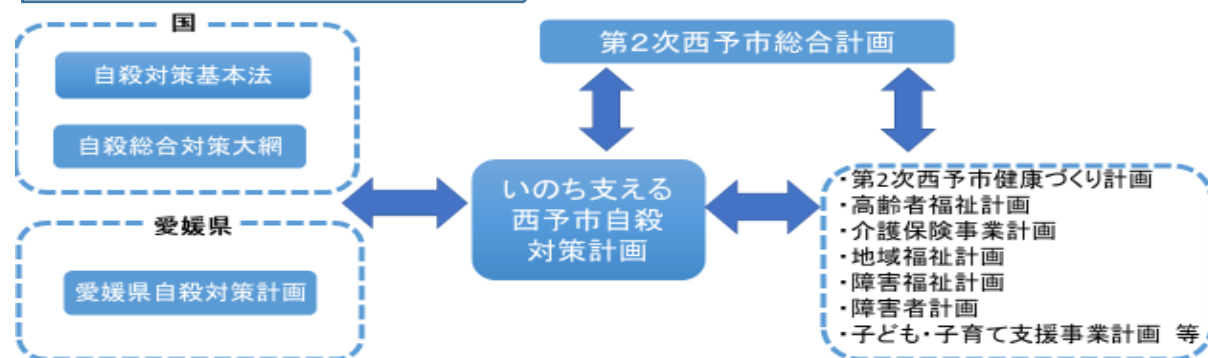 国
自殺対策基本法
自殺総合対策大綱
愛媛県
愛媛県自殺対策計画
第2次西予市総合計画
いのち支える
西予市自殺
対策計画
・第2次西予市健康づくり計画
・高齢者福祉計画
・介護保険事業計画
・地域福祉計画
・障害福祉計画
・障害者計画
・子ども・子育て支援事業計画 等